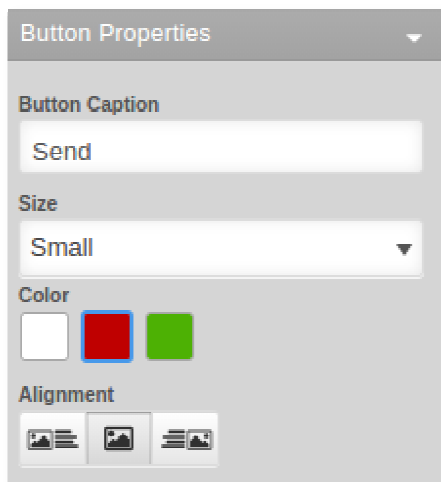 Button Properties
Button Caption
Send
Size
Small
Color
Alignment